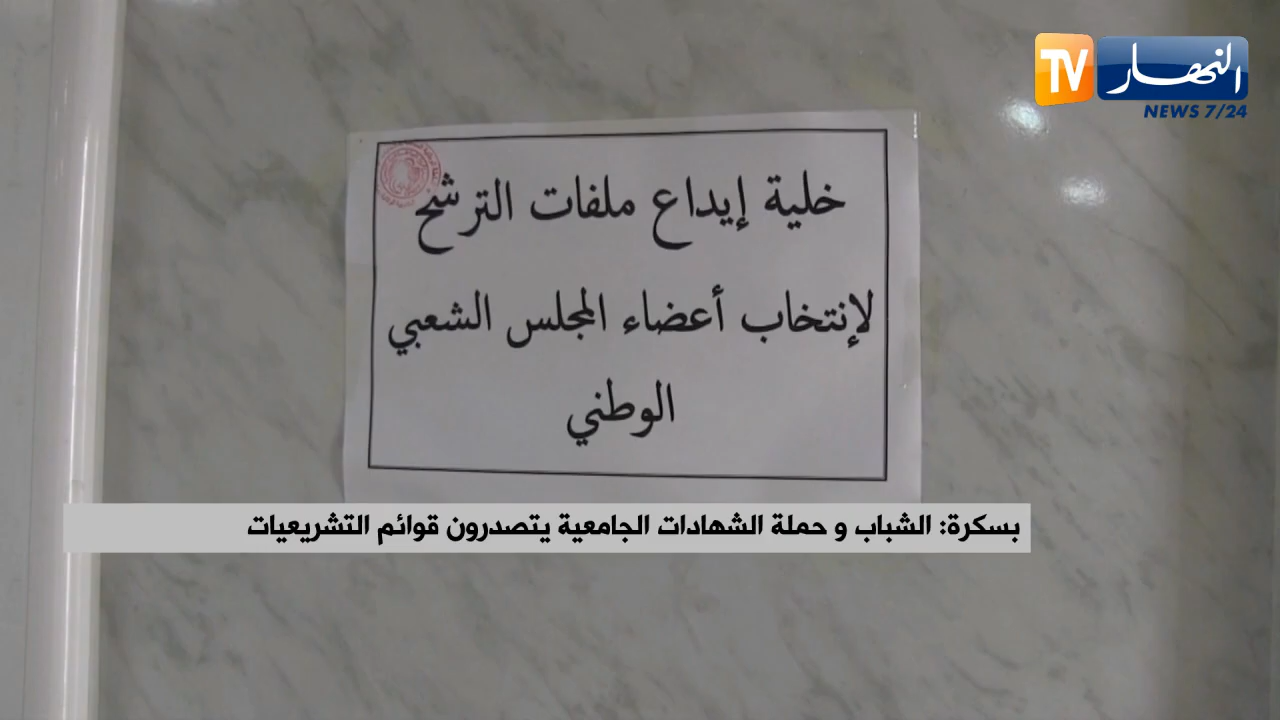 النهار TV
NEWS 7/24
خلية إيداع ملفات الترشح
لإنتخاب أعضاء المجلس الشعبي
الوطني
بسكرة: الشباب و حملة الشهادات الجامعية يتصدرون قوائم التشريعيات